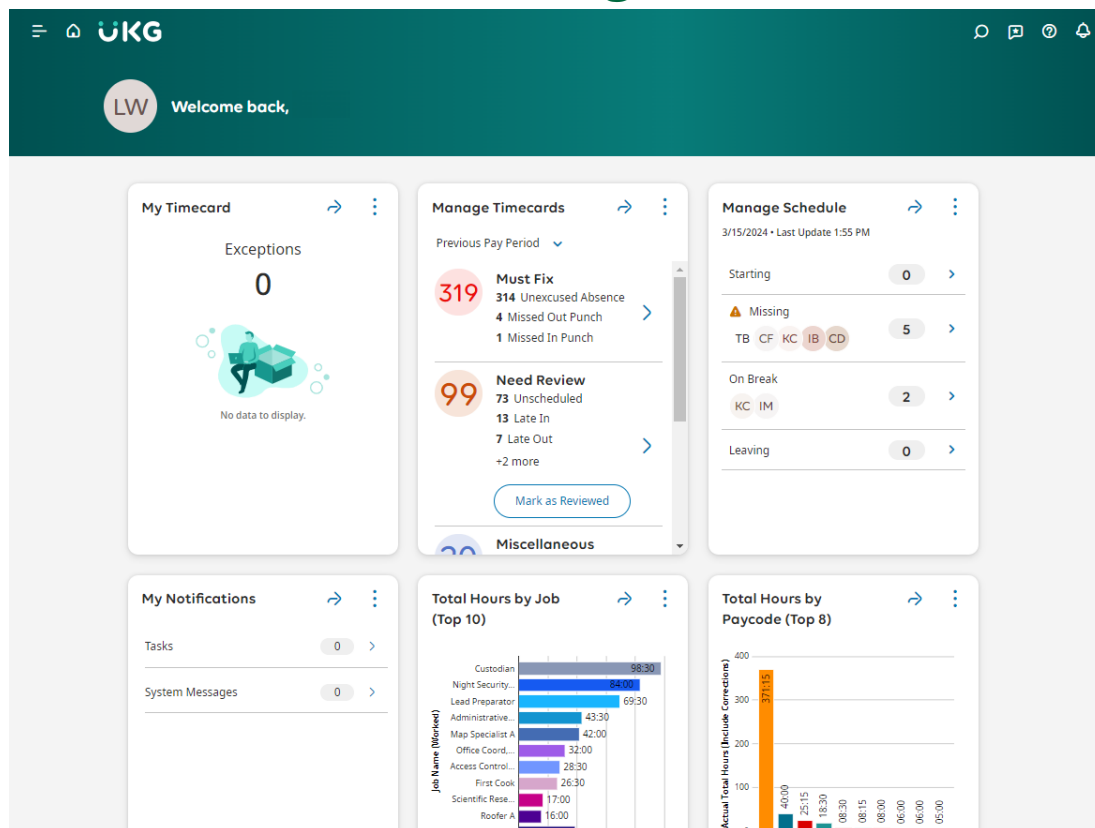 UKG
LW
Welcome back,
My Timecard
Exceptions
0
No data to display.
Manage Timecards
Previous Pay Period
319
Must Fix
314 Unexcused Absence
4 Missed Out Punch
1 Missed In Punch
99
Need Review
73 Unscheduled
13 Late In
7 Late Out
+2 more
Mark as Reviewed
Miscellaneous
Manage Schedule
3/15/2024 • Last Update 1:55 PM
Starting
0
Missing
TB CF KC IB CD
5
On Break
KC IM
2
Leaving
0
My Notifications
Tasks
0
System Messages
0
Total Hours by Job
(Top 10)
Job Name (Worked)
Custodian 98:30
Night Security... 84:00
Lead Preparator 69:30
Administrative... 43:30
Map Specialist A 42:00
Office Coord,... 32:00
Access Control... 28:30
First Cook 26:30
Scientific Rese... 17:00
Roofer A 16:00
Total Hours by
Paycode (Top 8)
Actual Total Hours (Include Corrections)
400
300
200
100
371:15
40:00
25:15
18:30
08:30
08:15
08:00
06:00
06:00
05:00